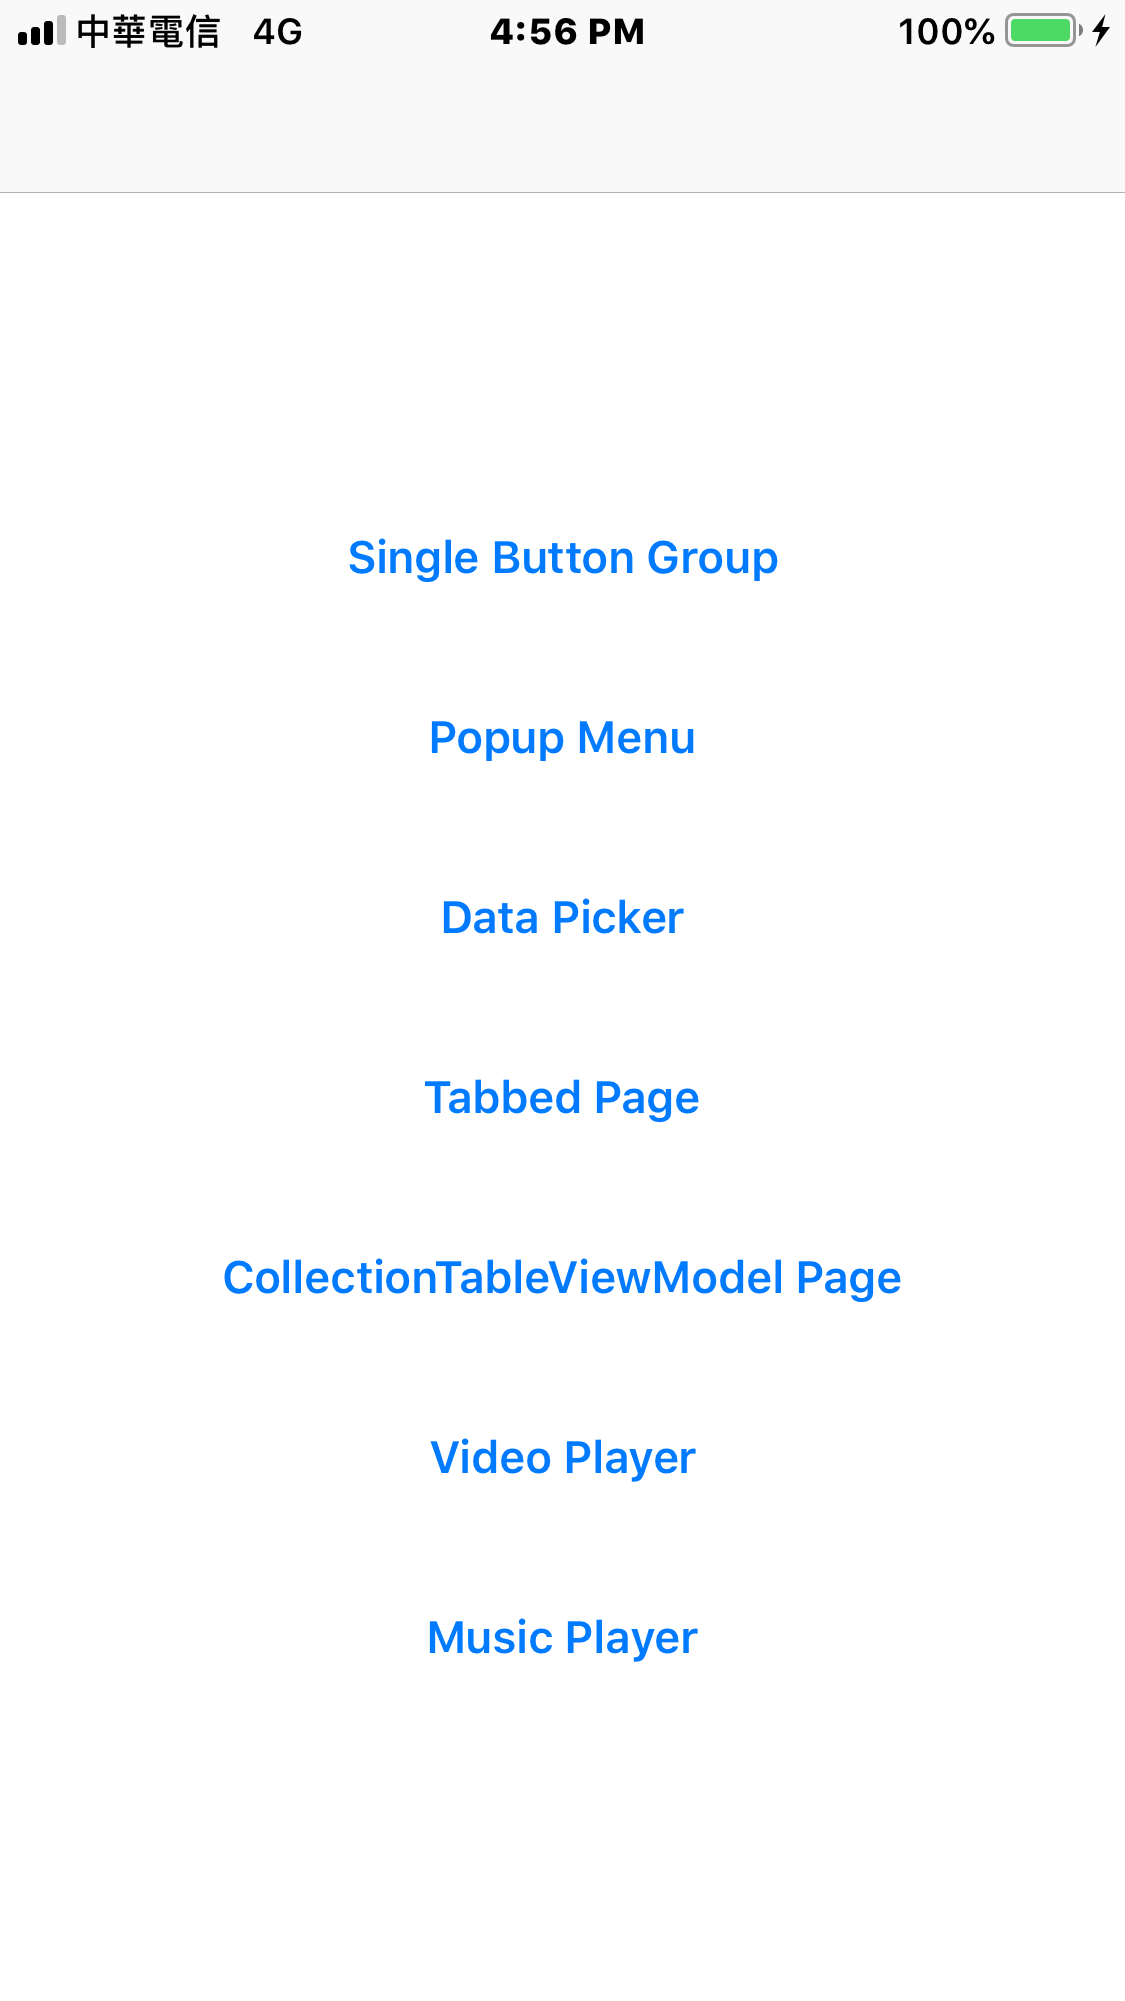 中華電信 4G 4:56 PM 100%
Single Button Group
Popup Menu
Data Picker
Tabbed Page
CollectionTableViewModel Page
Video Player
Music Player